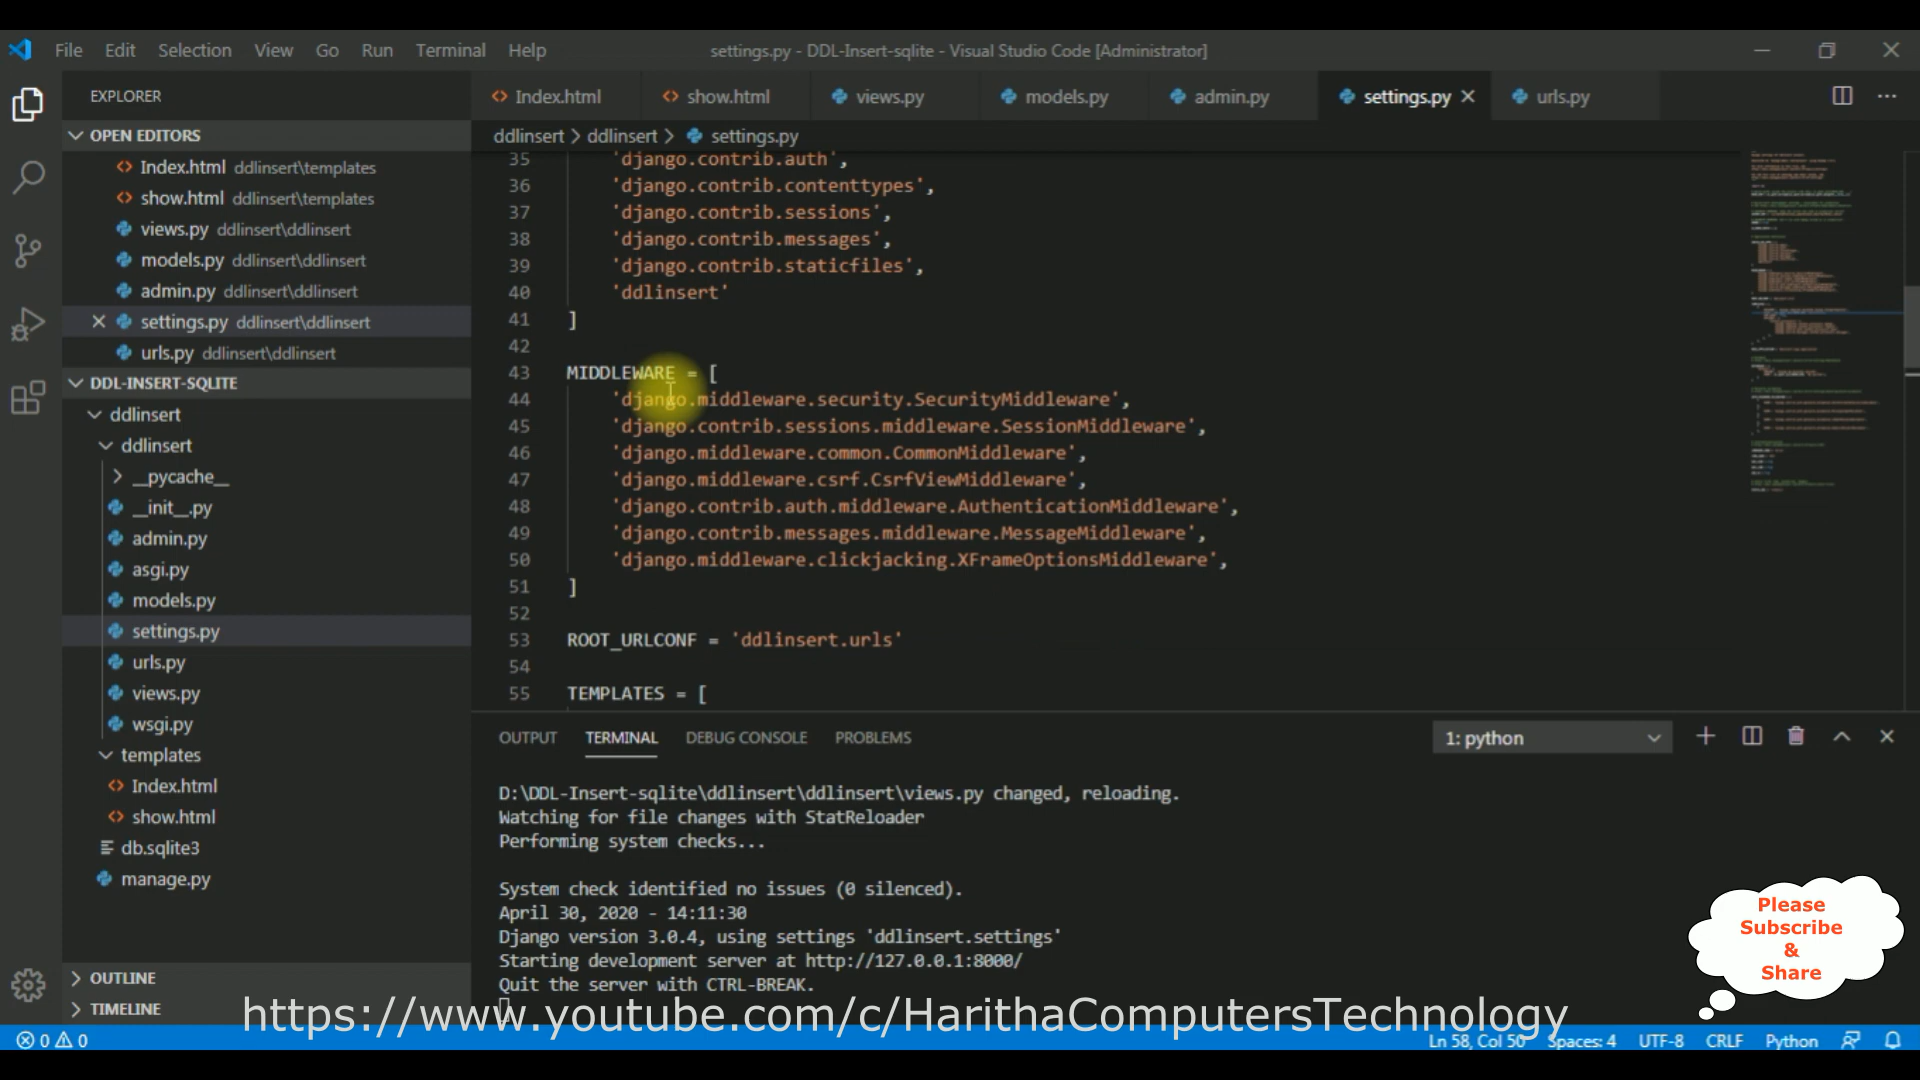 File Edit Selection View Go Run Terminal Help
settings.py - DDL-Insert-sqlite - Visual Studio Code [Administrator]
EXPLORER
OPEN EDITORS
Index.html ddlinsert\templates
show.html ddlinsert\templates
views.py ddlinsert\ddlinsert
models.py ddlinsert\ddlinsert
admin.py ddlinsert\ddlinsert
settings.py ddlinsert\ddlinsert
urls.py ddlinsert\ddlinsert
DDL-INSERT-SQLITE
ddlinsert
ddlinsert
__pycache__
__init__.py
admin.py
asgi.py
models.py
settings.py
urls.py
views.py
wsgi.py
templates
Index.html
show.html
db.sqlite3
manage.py
OUTLINE
TIMELINE
Index.html show.html views.py models.py admin.py settings.py urls.py
ddlinsert > ddlinsert > settings.py
35 'django.contrib.auth',
36 'django.contrib.contenttypes',
37 'django.contrib.sessions',
38 'django.contrib.messages',
39 'django.contrib.staticfiles',
40 'ddlinsert'
41 ]
42
43 MIDDLEWARE = [
44 'django.middleware.security.SecurityMiddleware',
45 'django.contrib.sessions.middleware.SessionMiddleware',
46 'django.middleware.common.CommonMiddleware',
47 'django.middleware.csrf.CsrfViewMiddleware',
48 'django.contrib.auth.middleware.AuthenticationMiddleware',
49 'django.contrib.messages.middleware.MessageMiddleware',
50 'django.middleware.clickjacking.XFrameOptionsMiddleware',
51 ]
52
53 ROOT_URLCONF = 'ddlinsert.urls'
54
55 TEMPLATES = [
OUTPUT TERMINAL DEBUG CONSOLE PROBLEMS
1: python
D:\DDL-Insert-sqlite\ddlinsert\ddlinsert\views.py changed, reloading.
Watching for file changes with StatReloader
Performing system checks...
System check identified no issues (0 silenced).
April 30, 2020 - 14:11:30
Django version 3.0.4, using settings 'ddlinsert.settings'
Starting development server at http://127.0.0.1:8000/
Quit the server with CTRL-BREAK.
Please
Subscribe
&
Share
https://www.youtube.com/c/HarithaComputersTechnology
0 0
Ln 58, Col 50 Spaces: 4 UTF-8 CRLF Python